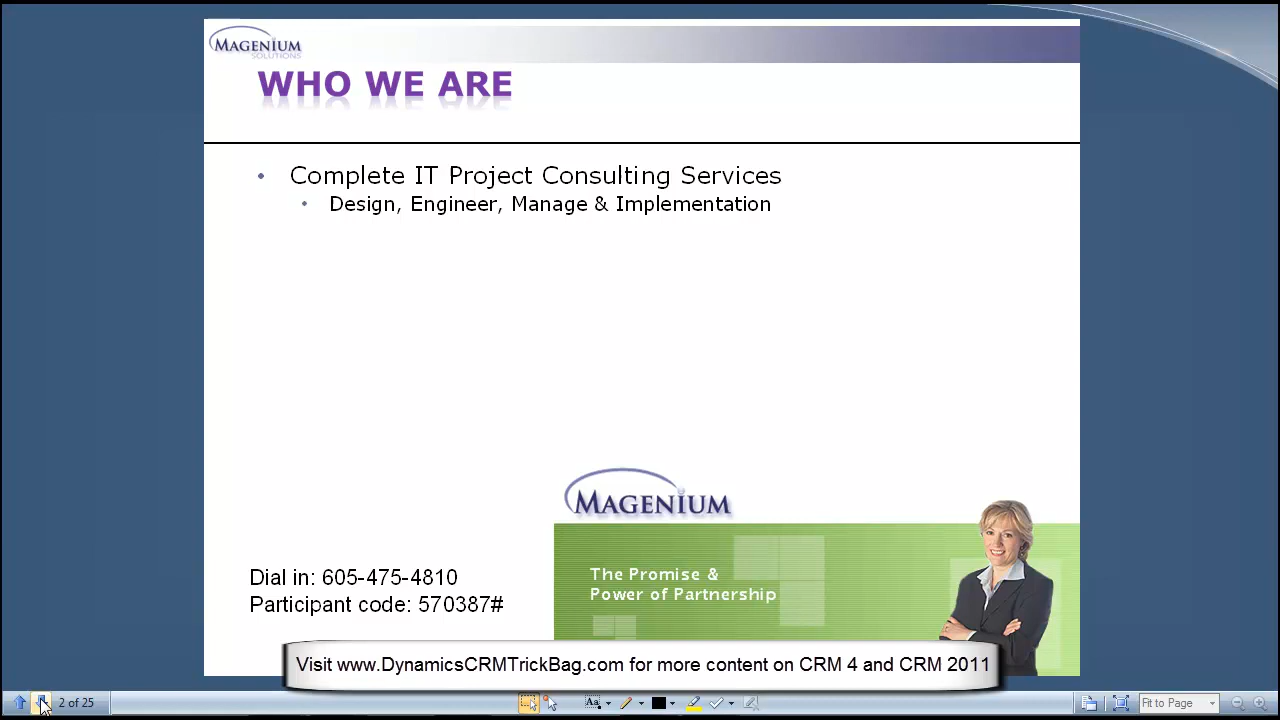 MAGENIUM
SOLUTIONS
WHO WE ARE
• Complete IT Project Consulting Services
• Design, Engineer, Manage & Implementation
MAGENIUM
The Promise &
Power of Partnership
Dial in: 605-475-4810
Participant code: 570387#
Visit www.DynamicsCRMTrickBag.com for more content on CRM 4 and CRM 2011
2 of 25
Aa
Fit to Page